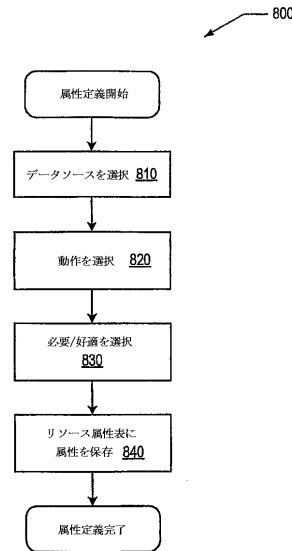 800
属性定義開始
データソースを選択 810
動作を選択 820
必要/好適を選択
830
リソース属性表に
属性を保存 840
属性定義完了